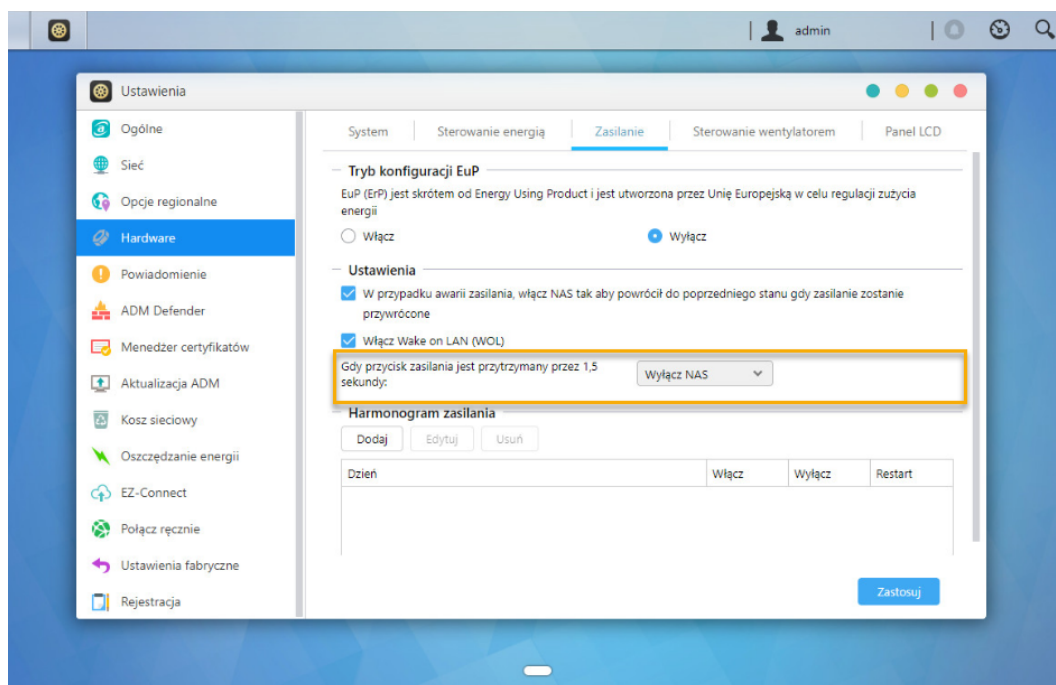 admin
Ustawienia
Ogólne
Sieć
Opcje regionalne
Hardware
Powiadomienie
ADM Defender
Menedżer certyfikatów
Aktualizacja ADM
Kosz sieciowy
Oszczędzanie energii
EZ-Connect
Połącz ręcznie
Ustawienia fabryczne
Rejestracja
System Sterowanie energią Zasilanie Sterowanie wentylatorem Panel LCD
Tryb konfiguracji EuP
EuP (ErP) jest skrótem od Energy Using Product i jest utworzona przez Unię Europejską w celu regulacji zużycia
energii
Włącz Wyłącz
Ustawienia
W przypadku awarii zasilania, włącz NAS tak aby powrócił do poprzedniego stanu gdy zasilanie zostanie
przywrócone
Włącz Wake on LAN (WOL)
Gdy przycisk zasilania jest przytrzymany przez 1,5
sekundy:
Wyłącz NAS
Harmonogram zasilania
Dodaj Edytuj Usuń
Dzień Włącz Wyłącz Restart
Zastosuj